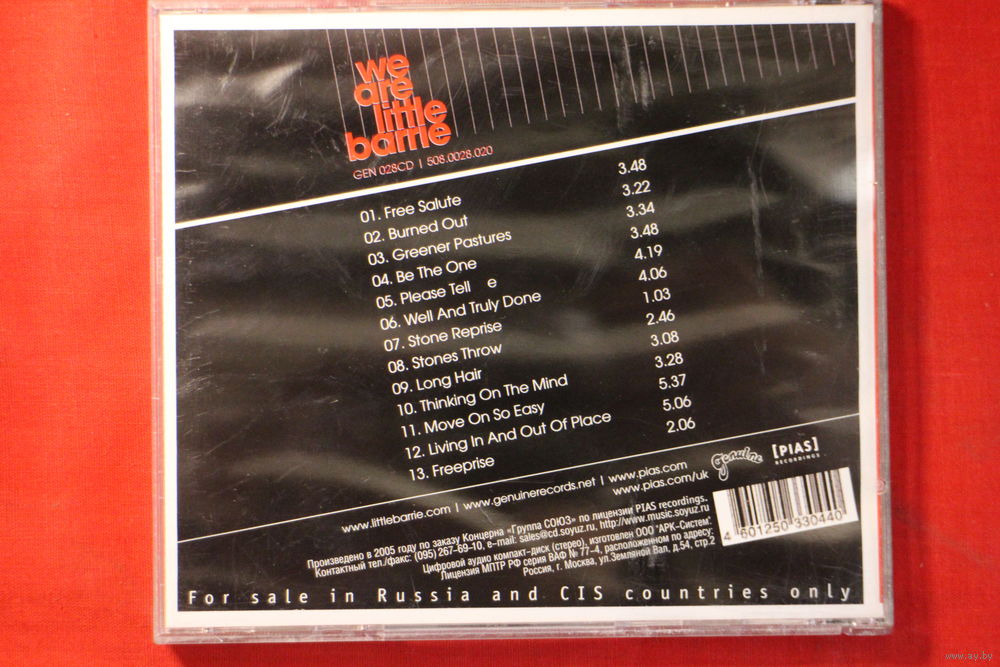 we
are
little
barrie
GEN 028CD | 508.0028.020
01. Free Salute 3.48
02. Burned Out 3.22
03. Greener Pastures 3.34
04. Be The One 3.48
05. Please Tell e 4.19
06. Well And Truly Done 4.06
07. Stone Reprise 1.03
08. Stones Throw 2.46
09. Long Hair 3.08
10. Thinking On The Mind 3.28
11. Move On So Easy 5.37
12. Living In And Out Of Place 5.06
13. Freeprise 2.06
www.littlebarrie.com | www.genuinerecords.net | www.pias.com
www.pias.com/uk
genuine
[PIAS]
RECORDINGS
Произведено в 2005 году по заказу Концерна «Группа СОЮЗ» по лицензии PIAS recordings.
Контактный тел./факс: (095) 267-69-10, e-mail: sales@cd.soyuz.ru, http://www.music.soyuz.ru
Цифровой аудио компакт-диск (стерео), изготовлен ООО "АРК-Систем".
Лицензия МПТР РФ серия ВАФ № 77-4, расположенном по адресу:
Россия, г. Москва, ул.Земляной Вал, д.54, стр.2
4 601250 330440
For sale in Russia and CIS countries only
www.ay.by